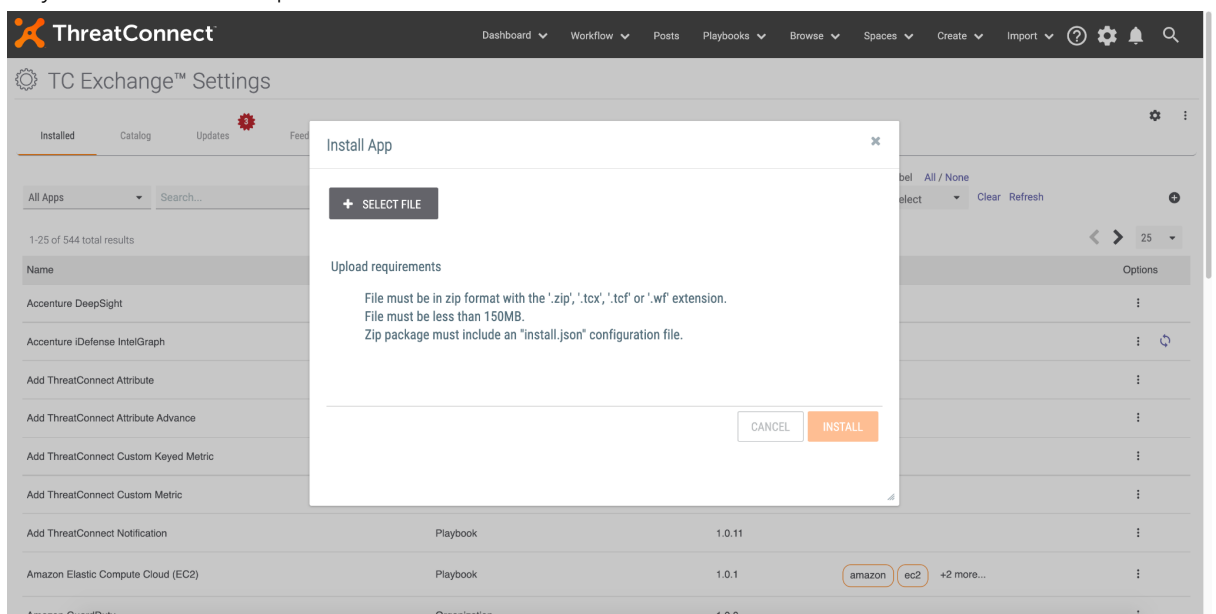 ThreatConnect
Dashboard Workflow Posts Playbooks Browse Spaces Create Import
TC Exchange™ Settings
Installed Catalog Updates 3 Feed
Install App
All Apps Search...
All / None
Clear Refresh
+ SELECT FILE
1-25 of 544 total results
25
Upload requirements
Name Options
File must be in zip format with the '.zip', '.tcx', '.tcf' or '.wf' extension.
File must be less than 150MB.
Zip package must include an "install.json" configuration file.
Accenture DeepSight
Accenture iDefense IntelGraph
Add ThreatConnect Attribute
Add ThreatConnect Attribute Advance
CANCEL INSTALL
Add ThreatConnect Custom Keyed Metric
Add ThreatConnect Custom Metric
Add ThreatConnect Notification Playbook 1.0.11
Amazon Elastic Compute Cloud (EC2) Playbook 1.0.1 amazon ec2 +2 more...